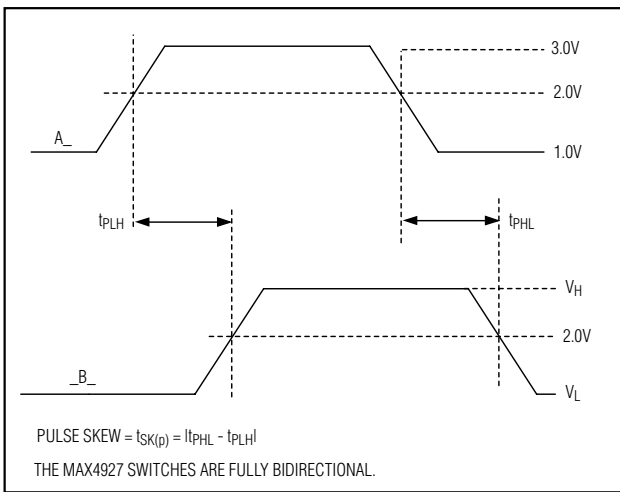 3.0V
2.0V
A_
1.0V
tPLH
tPHL
VH
2.0V
_B_
VL
PULSE SKEW = tSK(p) = |tPHL - tPLH|
THE MAX4927 SWITCHES ARE FULLY BIDIRECTIONAL.